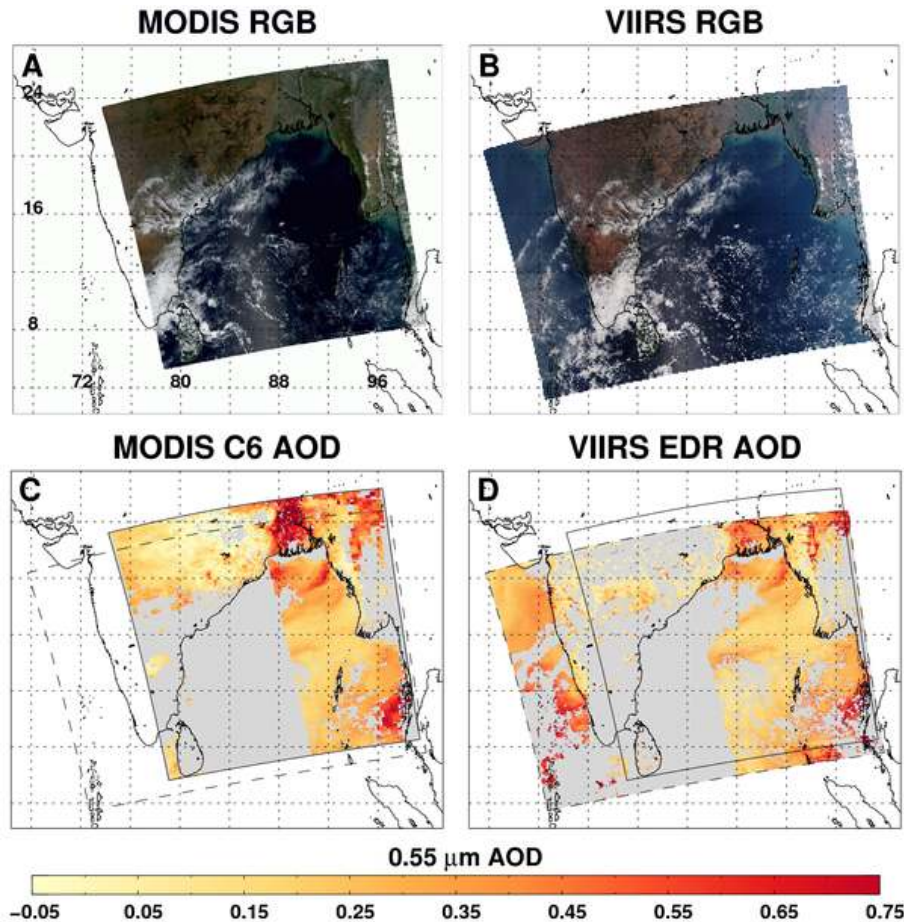 MODIS RGB
VIIRS RGB
A
B
24
16
8
72
80
88
96
MODIS C6 AOD
VIIRS EDR AOD
C
D
0.55 μm AOD
−0.05 0.05 0.15 0.25 0.35 0.45 0.55 0.65 0.75